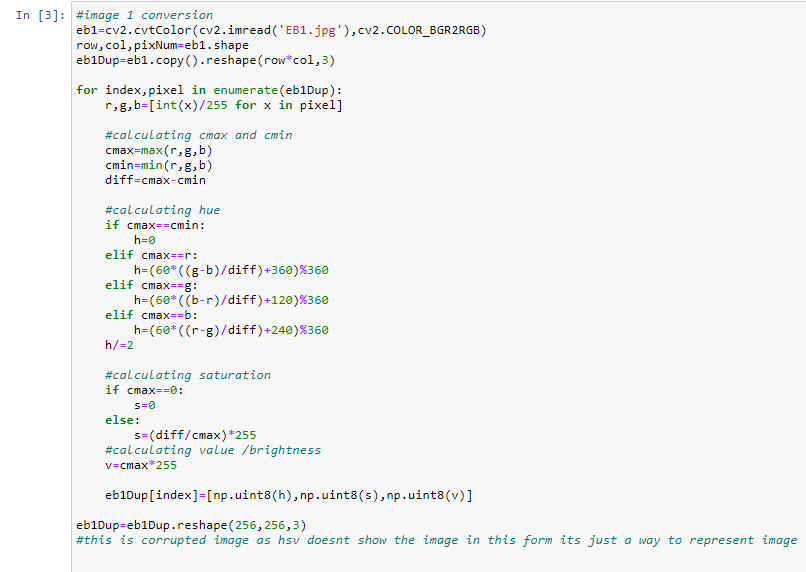 In [3]: #image 1 conversion
eb1=cv2.cvtColor(cv2.imread('EB1.jpg'),cv2.COLOR_BGR2RGB)
row,col,pixNum=eb1.shape
eb1Dup=eb1.copy().reshape(row*col,3)

for index,pixel in enumerate(eb1Dup):
    r,g,b=[int(x)/255 for x in pixel]

    #calculating cmax and cmin
    cmax=max(r,g,b)
    cmin=min(r,g,b)
    diff=cmax-cmin

    #calculating hue
    if cmax==cmin:
        h=0
    elif cmax==r:
        h=(60*((g-b)/diff)+360)%360
    elif cmax==g:
        h=(60*((b-r)/diff)+120)%360
    elif cmax==b:
        h=(60*((r-g)/diff)+240)%360
    h/=2

    #calculating saturation
    if cmax==0:
        s=0
    else:
        s=(diff/cmax)*255
    #calculating value /brightness
    v=cmax*255

    eb1Dup[index]=[np.uint8(h),np.uint8(s),np.uint8(v)]

eb1Dup=eb1Dup.reshape(256,256,3)
#this is corrupted image as hsv doesnt show the image in this form its just a way to represent image